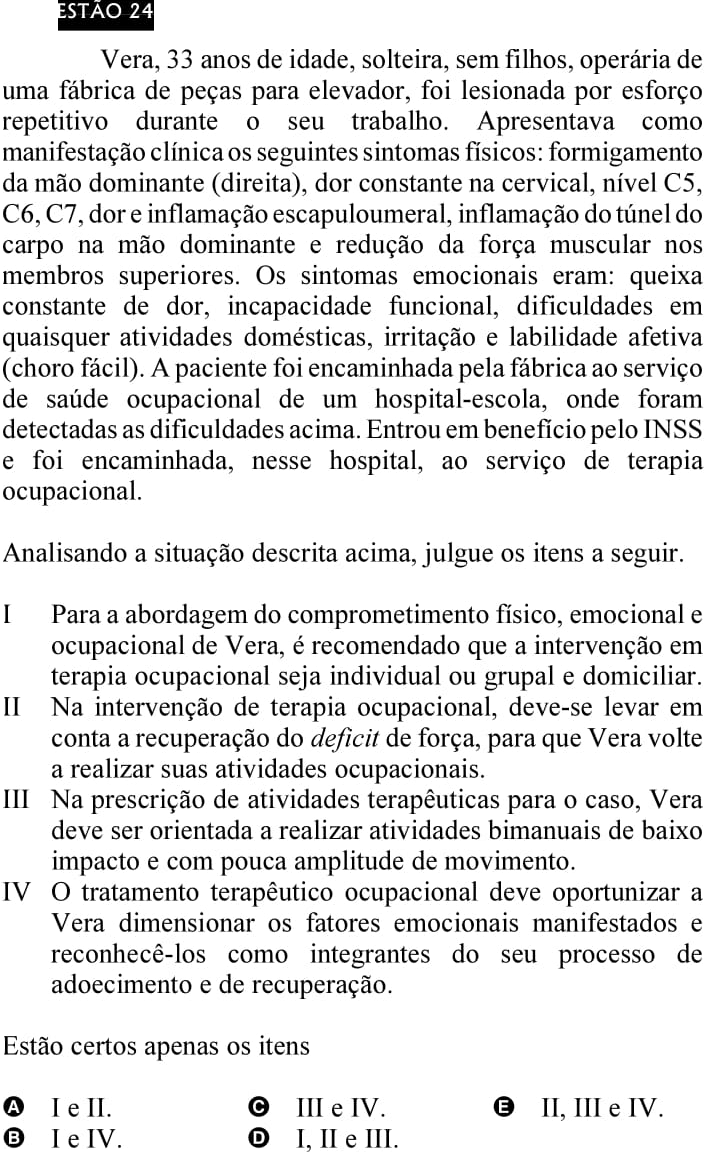 ESTÃO 24
Vera, 33 anos de idade, solteira, sem filhos, operária de
uma fábrica de peças para elevador, foi lesionada por esforço
repetitivo durante o seu trabalho. Apresentava como
manifestação clínica os seguintes sintomas físicos: formigamento
da mão dominante (direita), dor constante na cervical, nível C5,
C6, C7, dor e inflamação escapuloumeral, inflamação do túnel do
carpo na mão dominante e redução da força muscular nos
membros superiores. Os sintomas emocionais eram: queixa
constante de dor, incapacidade funcional, dificuldades em
quaisquer atividades domésticas, irritação e labilidade afetiva
(choro fácil). A paciente foi encaminhada pela fábrica ao serviço
de saúde ocupacional de um hospital-escola, onde foram
detectadas as dificuldades acima. Entrou em benefício pelo INSS
e foi encaminhada, nesse hospital, ao serviço de terapia
ocupacional.
Analisando a situação descrita acima, julgue os itens a seguir.
I Para a abordagem do comprometimento físico, emocional e
ocupacional de Vera, é recomendado que a intervenção em
terapia ocupacional seja individual ou grupal e domiciliar.
II Na intervenção de terapia ocupacional, deve-se levar em
conta a recuperação do deficit de força, para que Vera volte
a realizar suas atividades ocupacionais.
III Na prescrição de atividades terapêuticas para o caso, Vera
deve ser orientada a realizar atividades bimanuais de baixo
impacto e com pouca amplitude de movimento.
IV O tratamento terapêutico ocupacional deve oportunizar a
Vera dimensionar os fatores emocionais manifestados e
reconhecê-los como integrantes do seu processo de
adoecimento e de recuperação.
Estão certos apenas os itens
A I e II. C III e IV. E II, III e IV.
B I e IV. D I, II e III.